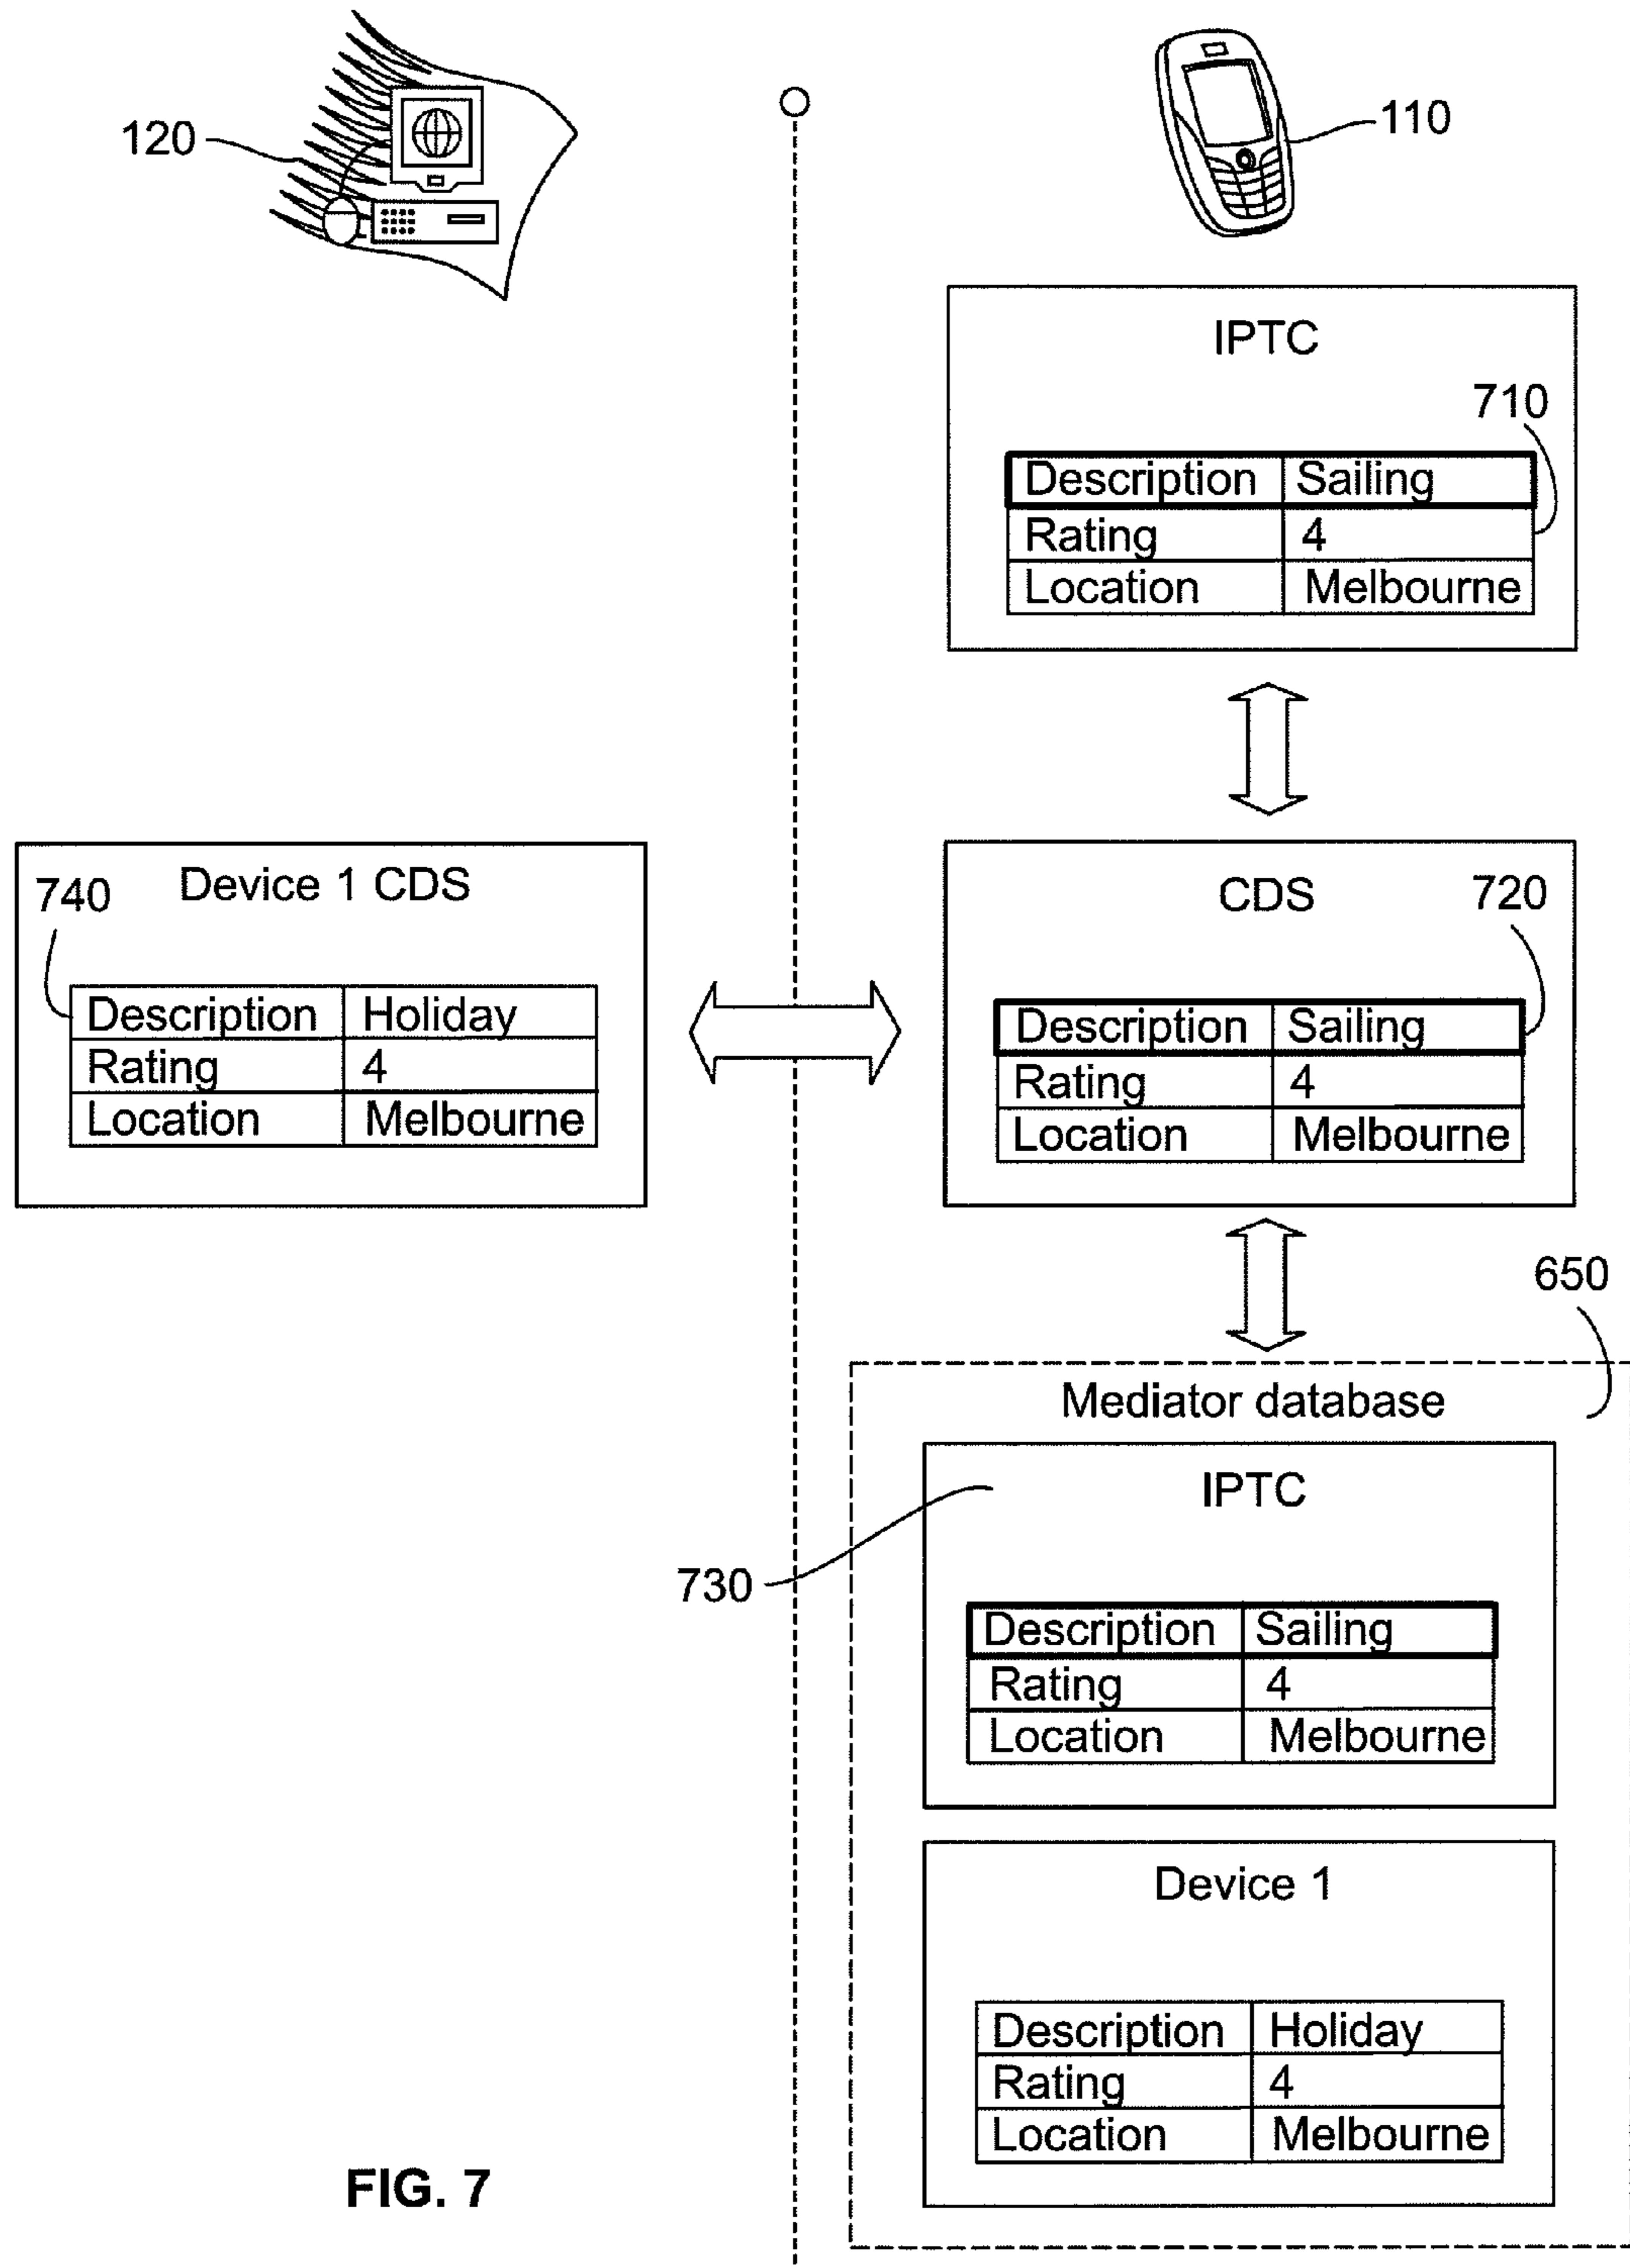 120
110
IPTC
710
Description Sailing
Rating 4
Location Melbourne
Device 1 CDS
740
Description Holiday
Rating 4
Location Melbourne
CDS
720
Description Sailing
Rating 4
Location Melbourne
650
Mediator database
IPTC
730
Description Sailing
Rating 4
Location Melbourne
Device 1
Description Holiday
Rating 4
Location Melbourne
FIG. 7